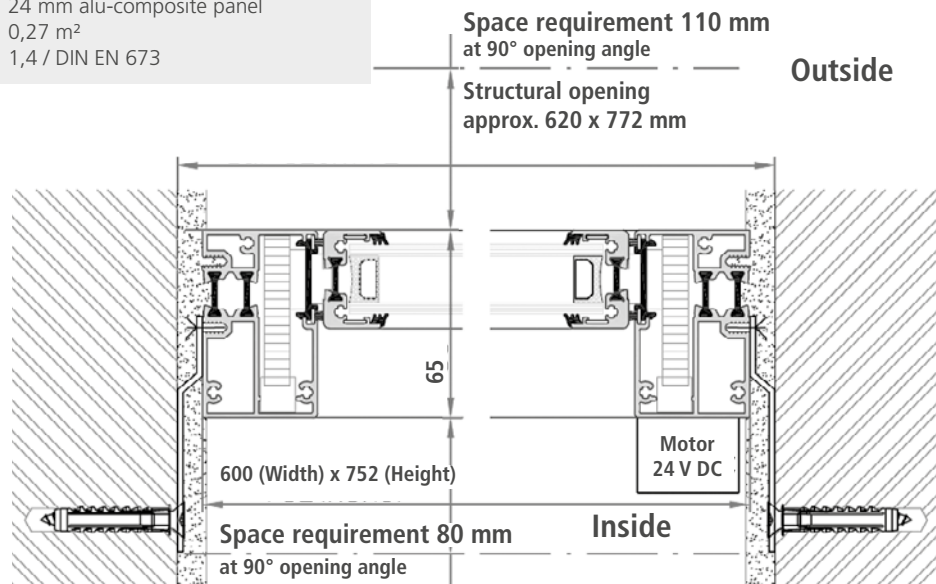 24 mm alu-composite panel
0,27 m²
1,4 / DIN EN 673
Space requirement 110 mm
at 90° opening angle
Outside
Structural opening
approx. 620 x 772 mm
65
Motor
24 V DC
600 (Width) x 752 (Height)
Inside
Space requirement 80 mm
at 90° opening angle